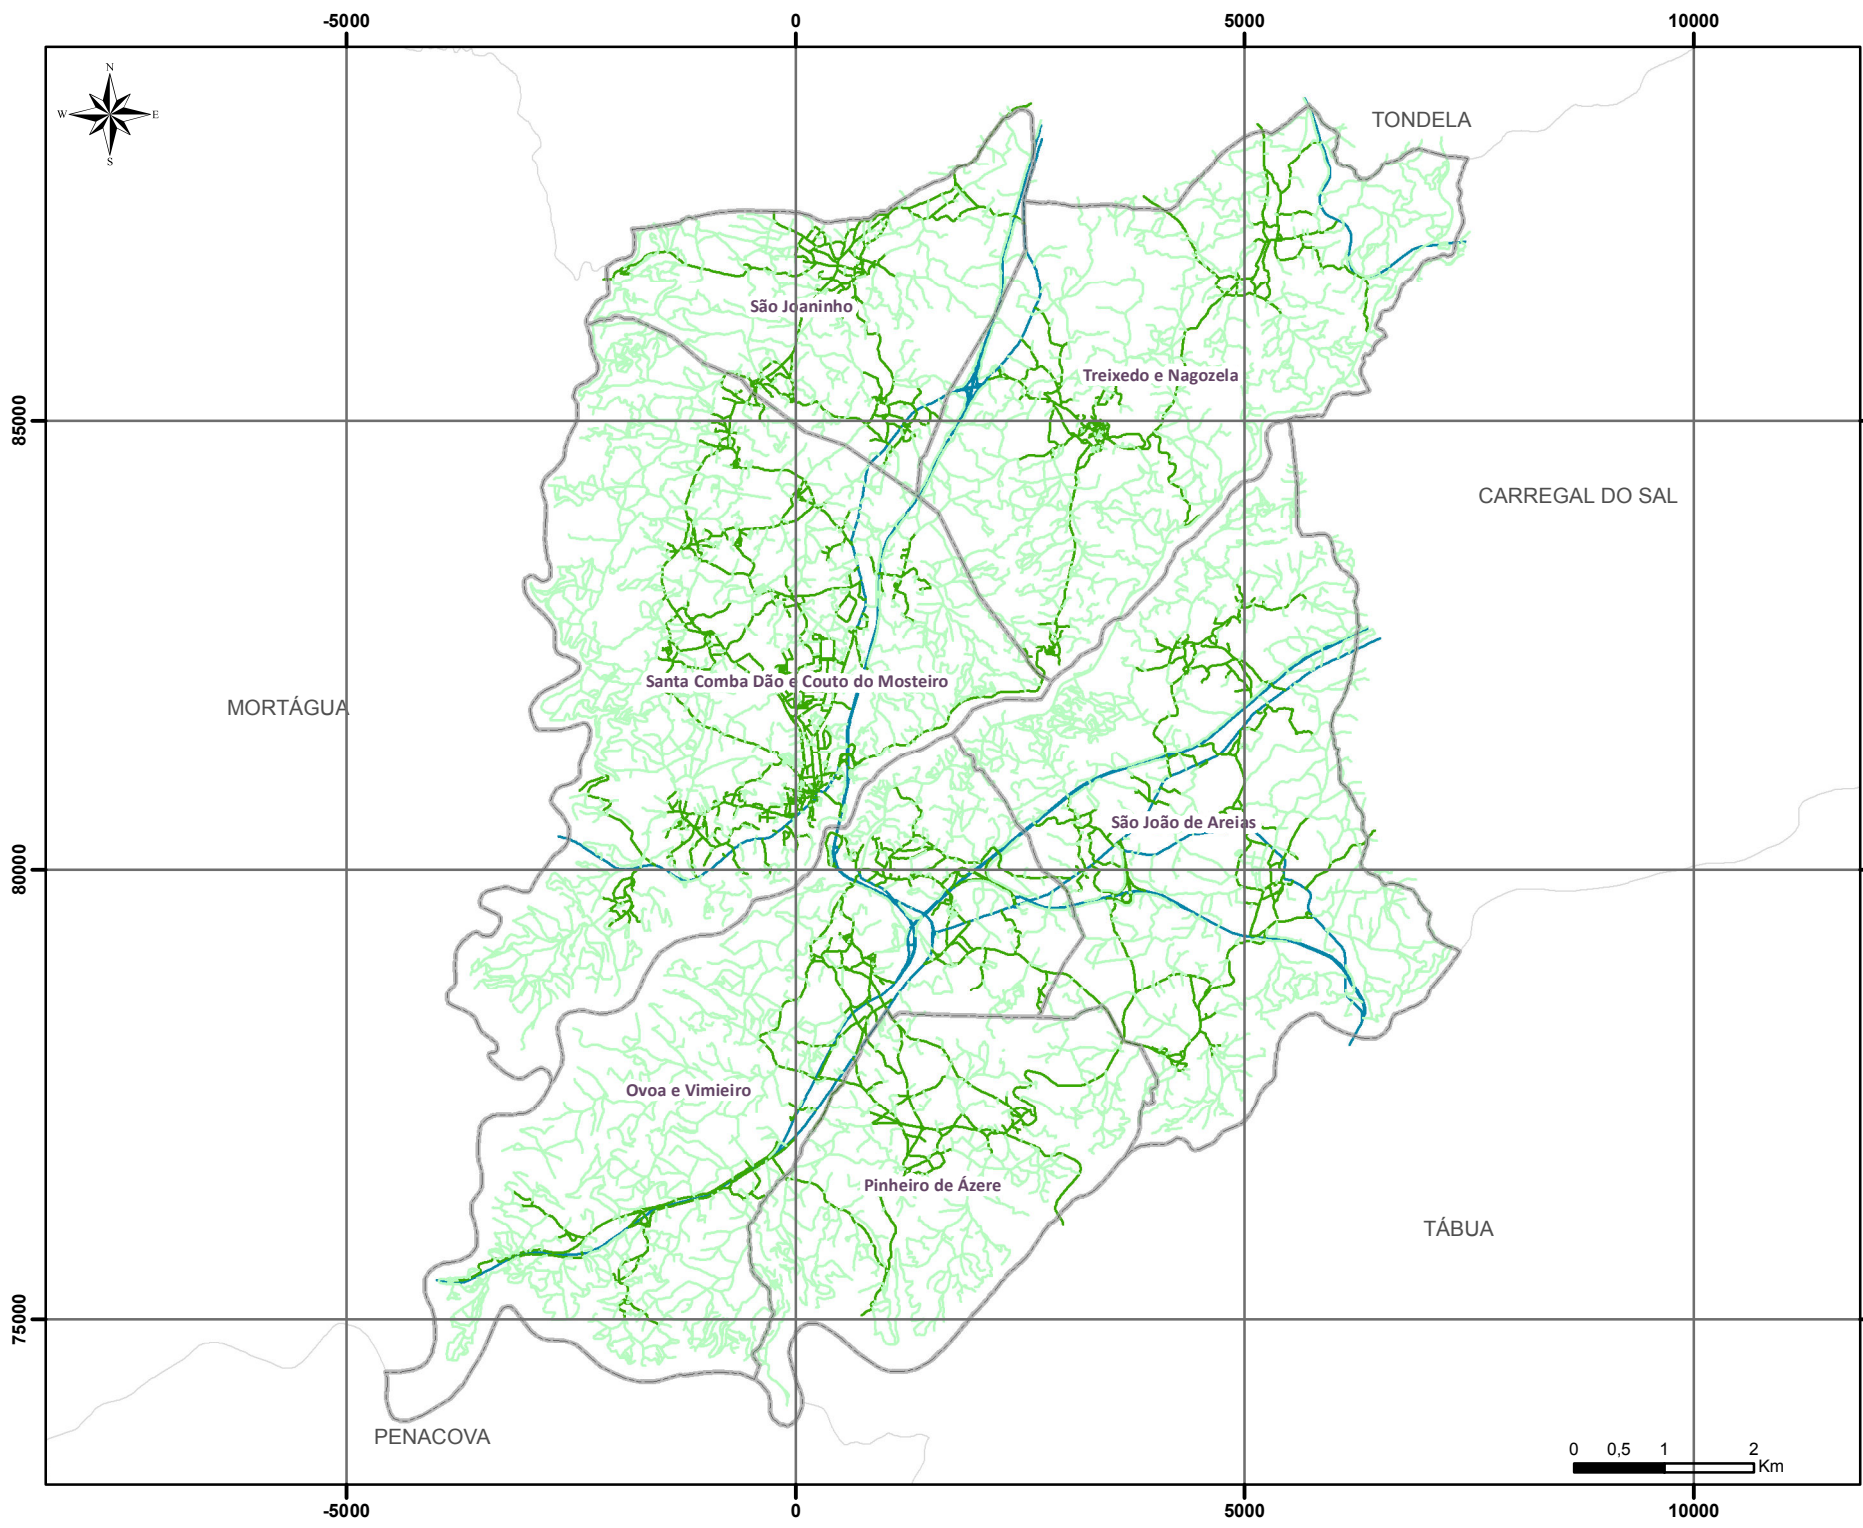 -5000 0 5000 10000
N
W E
S
TONDELA
São Joaninho
Treixedo e Nagozela
85000
CARREGAL DO SAL
Santa Comba Dão e Couto do Mosteiro
MORTÁGUA
São João de Areias
80000
Ovoa e Vimieiro
Pinheiro de Ázere
TÁBUA
75000
PENACOVA
0 0,5 1 2
Km
-5000 0 5000 10000